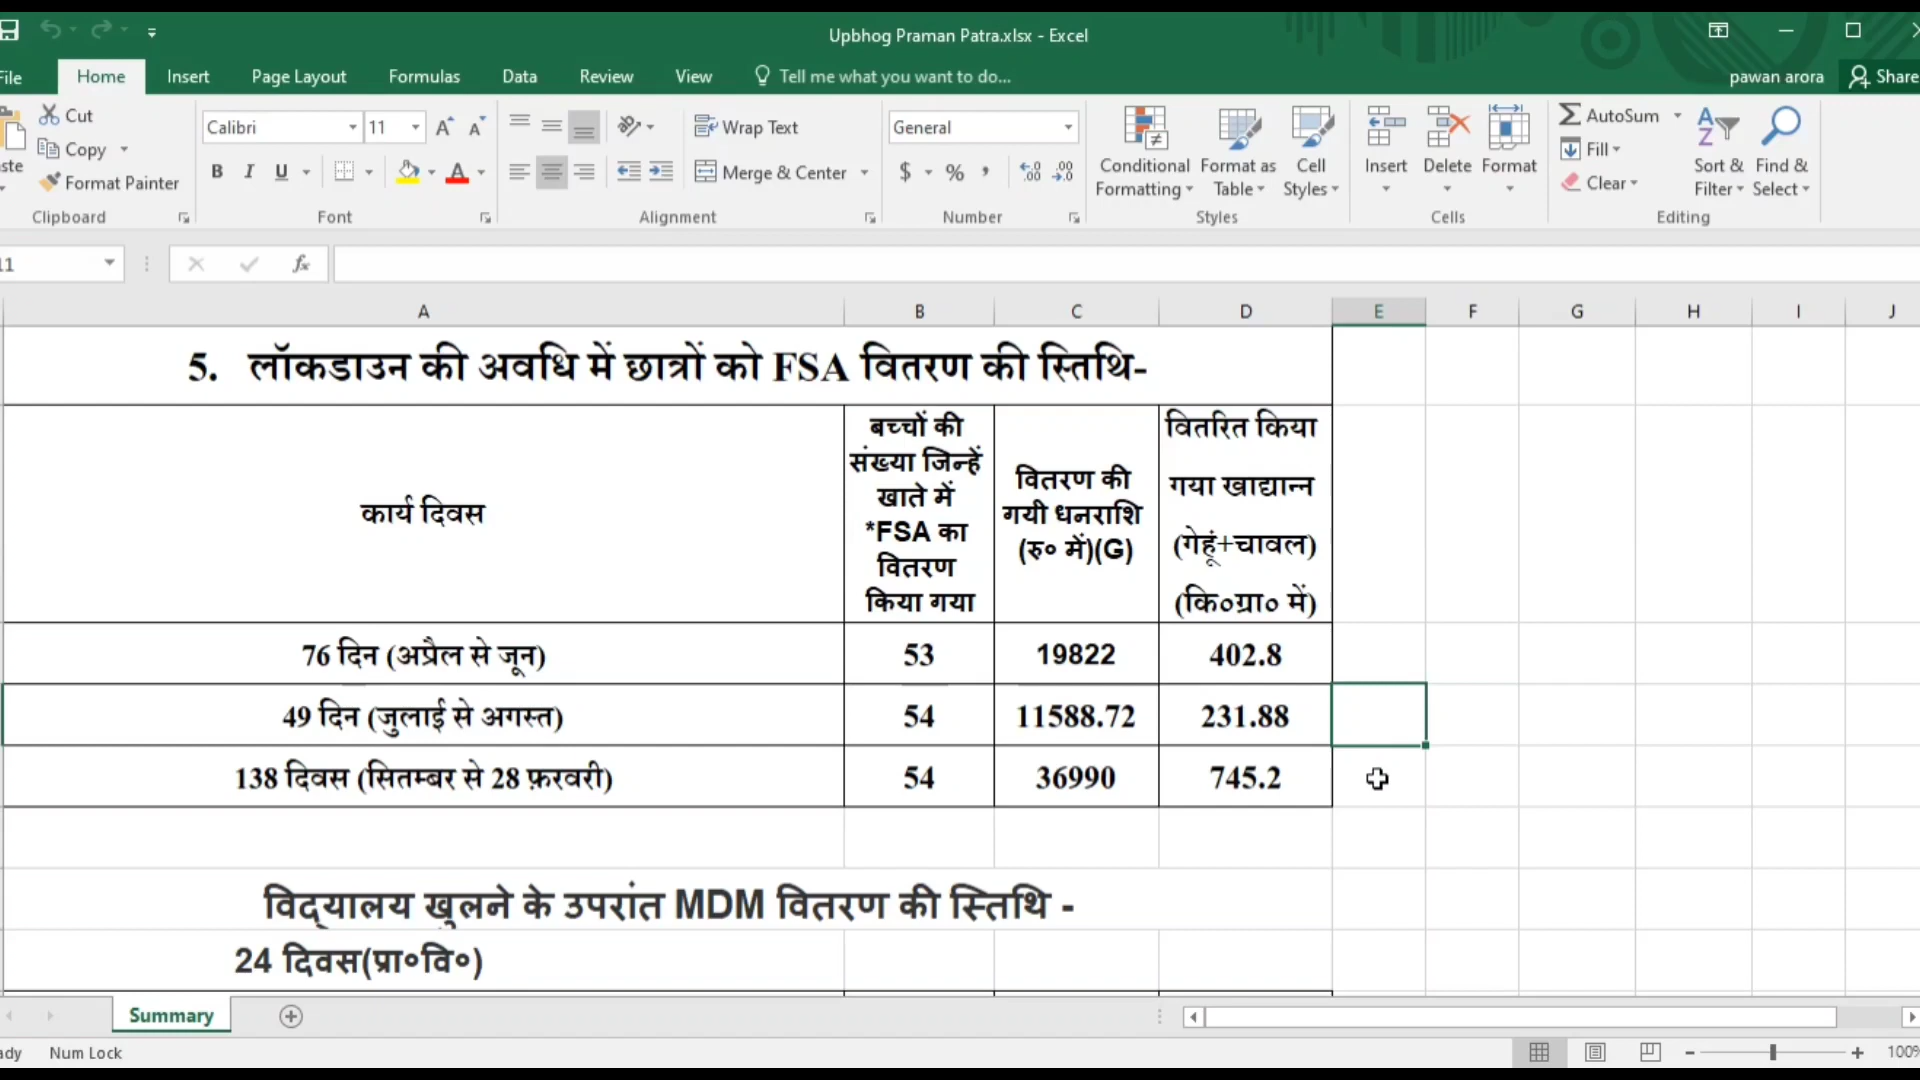 Upbhog Praman Patra.xlsx - Excel
File Home Insert Page Layout Formulas Data Review View Tell me what you want to do... pawan arora Share
Cut
Copy
Format Painter
Clipboard
Calibri 11
B I U
Font
Wrap Text
Merge & Center
Alignment
General
$ % ,
Number
Conditional Formatting
Format as Table
Cell Styles
Styles
Insert Delete Format
Cells
AutoSum
Fill
Clear
Sort & Filter
Find & Select
Editing
fx
A B C D E F G H I J
5. लॉकडाउन की अवधि में छात्रों को FSA वितरण की स्तिथि-
कार्य दिवस
बच्चों की
संख्या जिन्हें
खाते में
*FSA का
वितरण
किया गया
वितरण की
गयी धनराशि
(रु० में)(G)
वितरित किया
गया खाद्यान्न
(गेहूं+चावल)
(कि०ग्रा० में)
76 दिन (अप्रैल से जून) 53 19822 402.8
49 दिन (जुलाई से अगस्त) 54 11588.72 231.88
138 दिवस (सितम्बर से 28 फ़रवरी) 54 36990 745.2
विद्यालय खुलने के उपरांत MDM वितरण की स्तिथि -
24 दिवस(प्रा०वि०)
Summary
Num Lock
100%